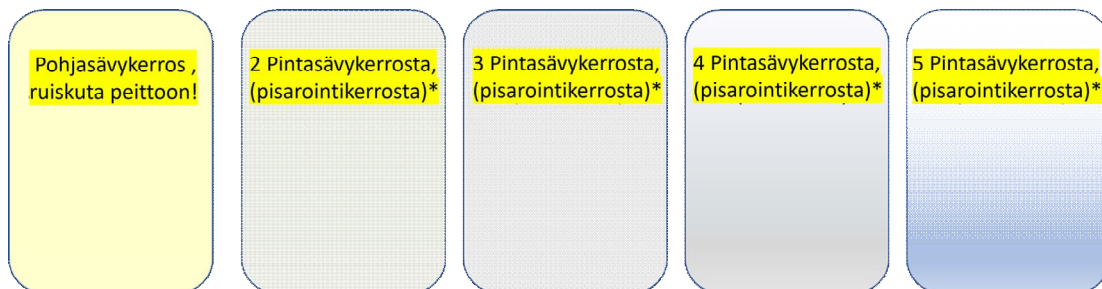 Pohjasävykerros ,
ruiskuta peittoon!
2 Pintasävykerrosta,
(pisarointikerrosta)*
3 Pintasävykerrosta,
(pisarointikerrosta)*
4 Pintasävykerrosta,
(pisarointikerrosta)*
5 Pintasävykerrosta,
(pisarointikerrosta)*